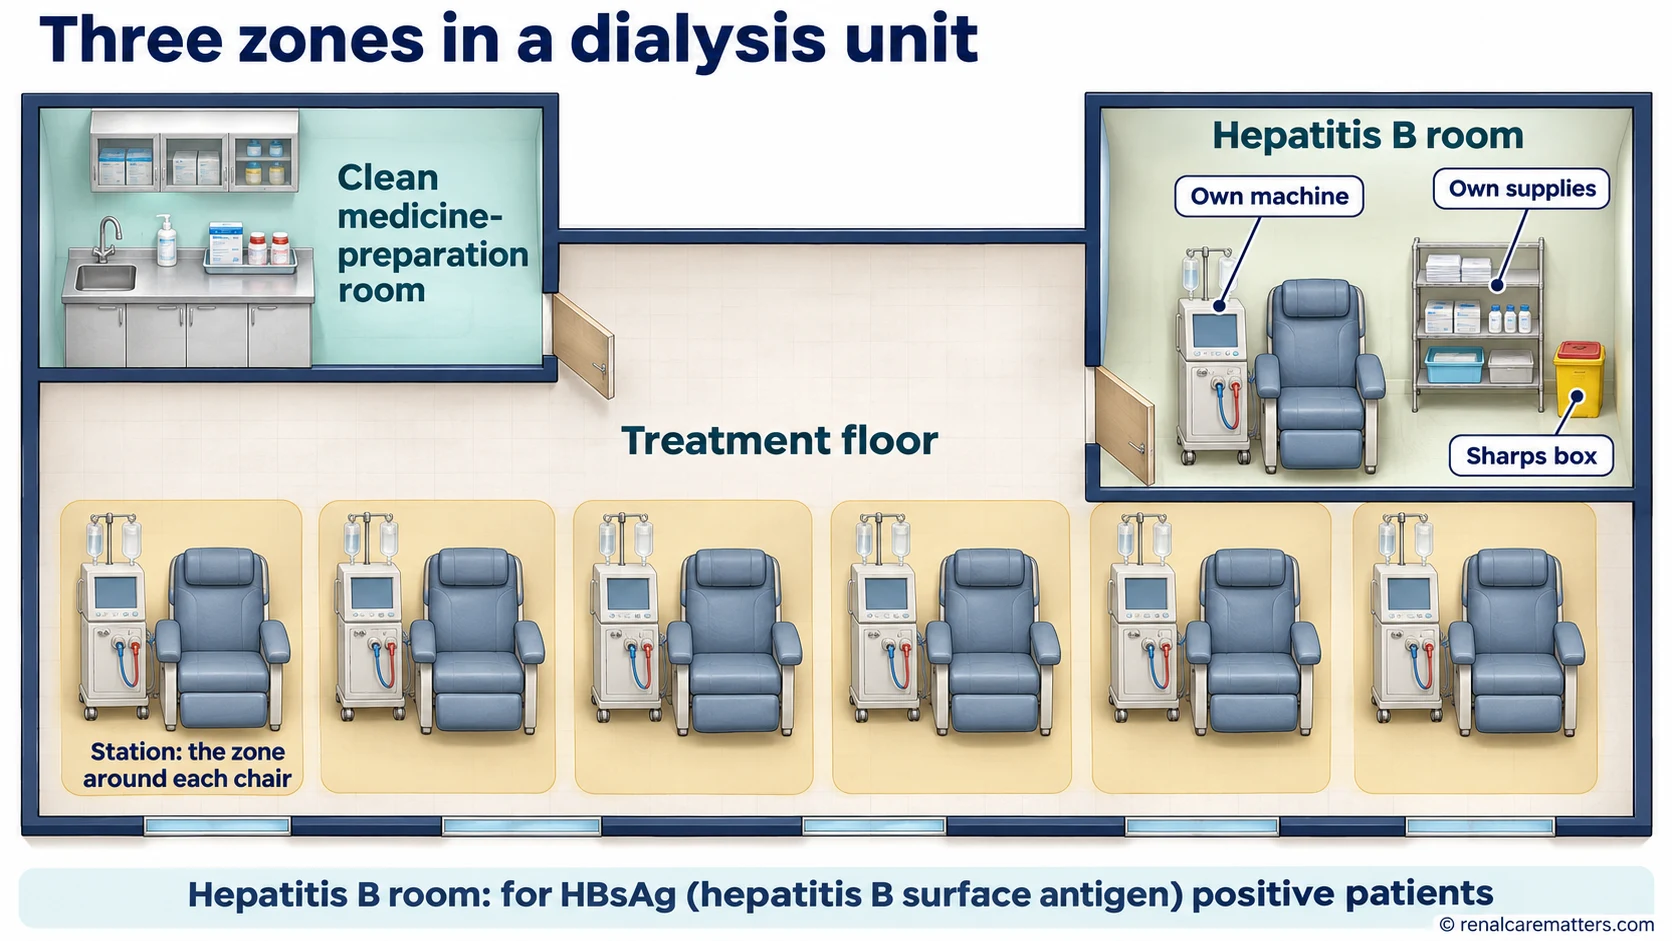 Three zones in a dialysis unit
Clean
medicine-
preparation
room
Hepatitis B room
Own machine
Own supplies
Sharps box
Treatment floor
Station: the zone
around each chair
Hepatitis B room: for HBsAg (hepatitis B surface antigen) positive patients
© renalcarematters.com